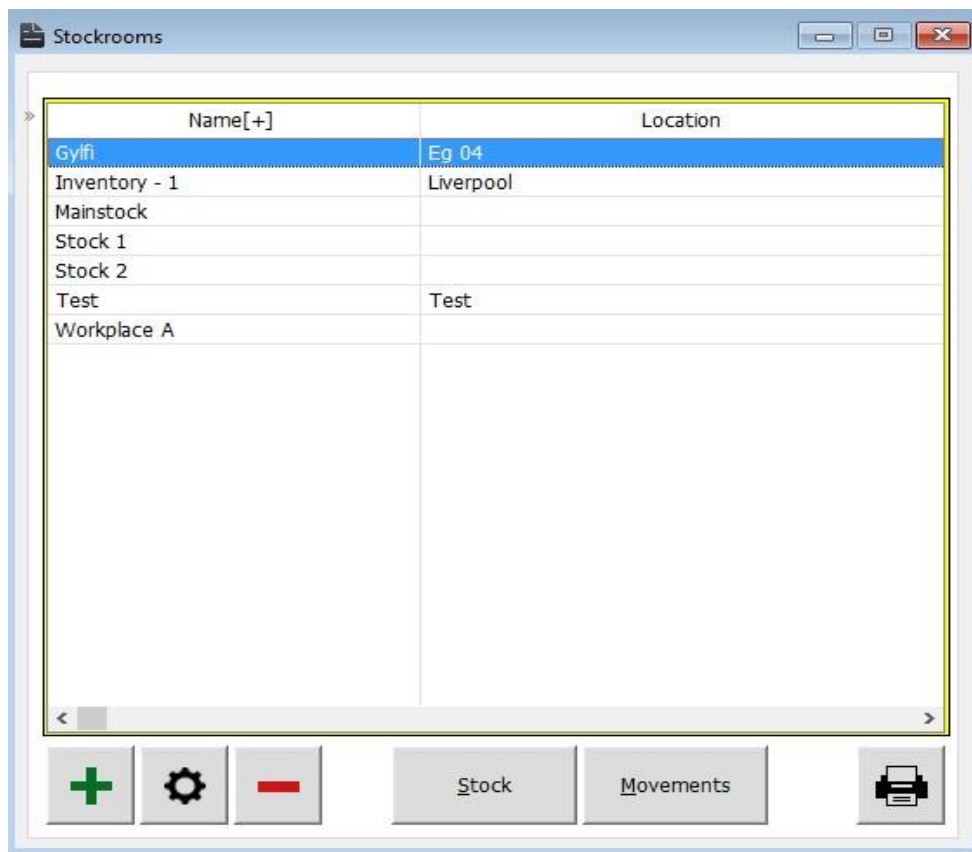 Stockrooms
Name[+] Location
Gylfi Eg 04
Inventory - 1 Liverpool
Mainstock
Stock 1
Stock 2
Test Test
Workplace A
Stock Movements